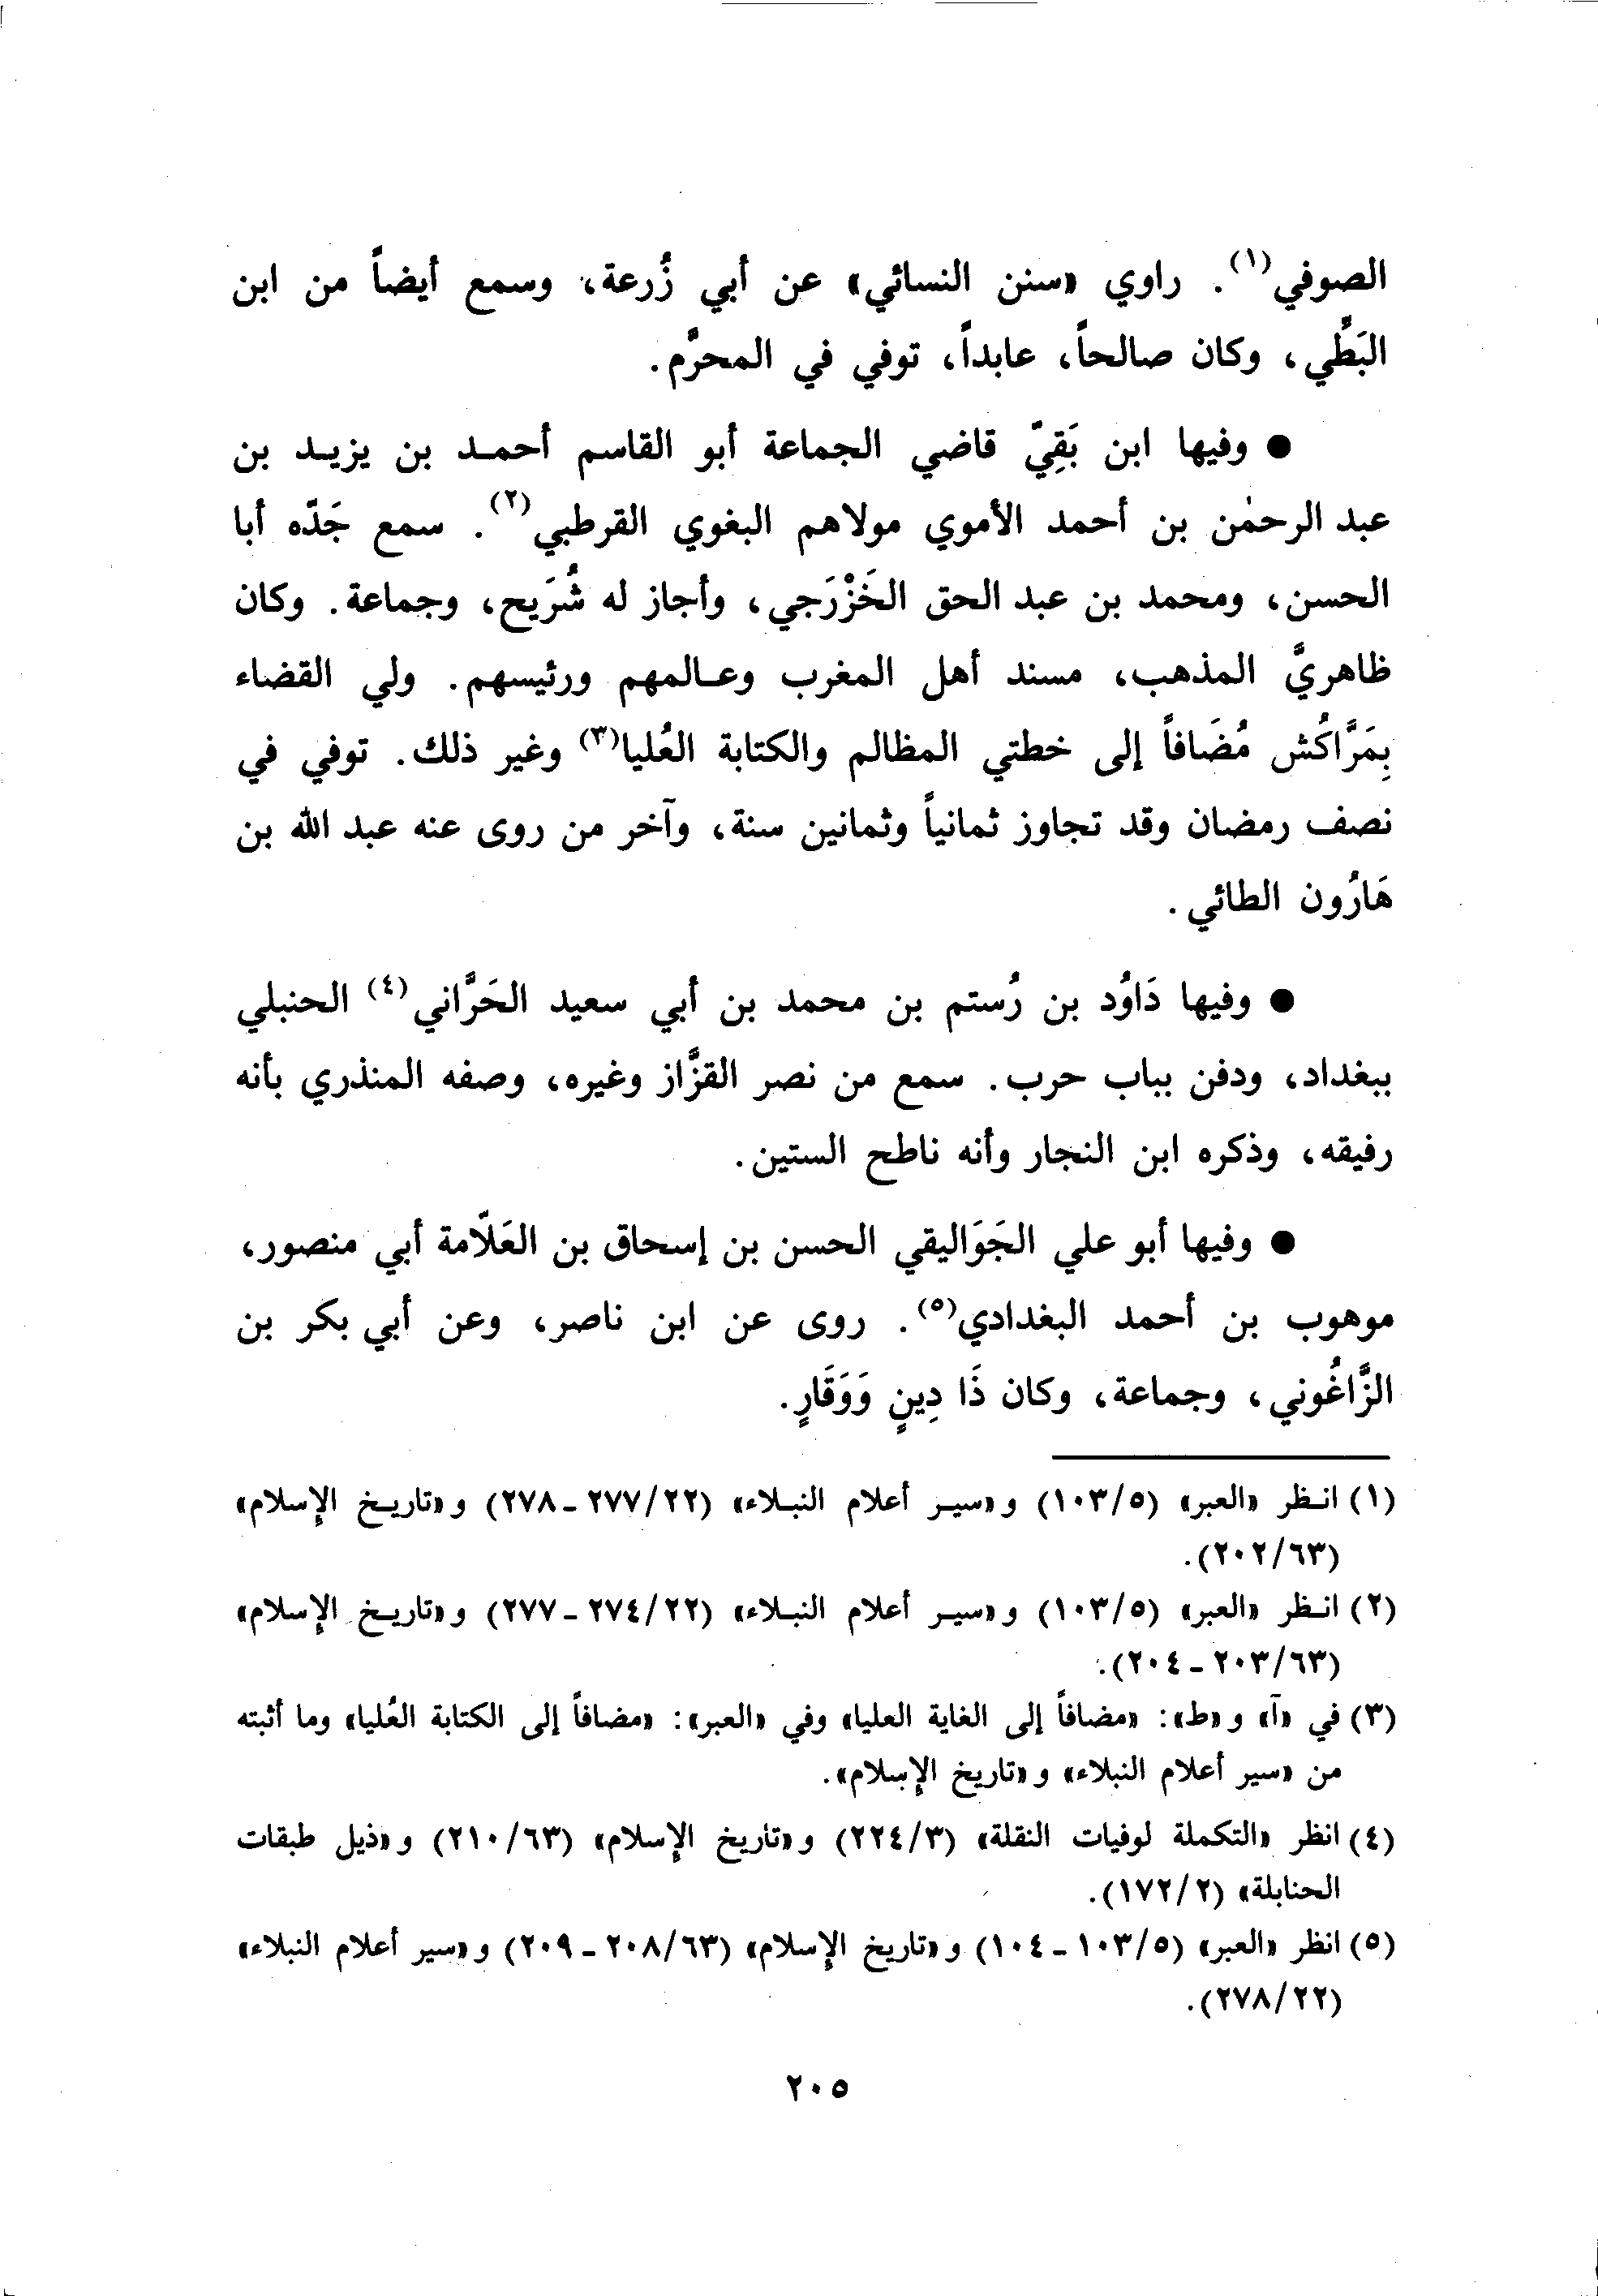 الصوفي(١). راوي «سنن النسائي» عن أبي زُرعة، وسمع أيضاً من ابن
البَطِّي، وكان صالحاً، عابداً، توفي في المحرَّم.
● وفيها ابن بَقِيّ قاضي الجماعة أبو القاسم أحمد بن يزيد بن
عبد الرحمٰن بن أحمد الأموي مولاهم البغوي القرطبي(٢). سمع جَدّه أبا
الحسن، ومحمد بن عبد الحق الخَزْرَجي، وأجاز له شُرَيح، وجماعة. وكان
ظاهريَّ المذهب، مسند أهل المغرب وعالمهم ورئيسهم. ولي القضاء
بِمَرَّاكُش مُضَافاً إلى خطتي المظالم والكتابة العُليا(٣) وغير ذلك. توفي في
نصف رمضان وقد تجاوز ثمانياً وثمانين سنة، وآخر من روى عنه عبد الله بن
هَارُون الطائي.
● وفيها دَاوُد بن رُستم بن محمد بن أبي سعيد الحَرَّاني(٤) الحنبلي
ببغداد، ودفن بباب حرب. سمع من نصر القزَّاز وغيره، وصفه المنذري بأنه
رفيقه، وذكره ابن النجار وأنه ناطح الستين.
● وفيها أبو علي الجَوَاليقي الحسن بن إسحاق بن العَلّامة أبي منصور،
موهوب بن أحمد البغدادي(٥). روى عن ابن ناصر، وعن أبي بكر بن
الزَّاغُوني، وجماعة، وكان ذَا دِينٍ وَوَقَارٍ.
(١) انظر «العبر» (١٠٣/٥) و«سير أعلام النبلاء» (٢٧٧/٢٢ - ٢٧٨) و«تاريخ الإسلام»
(٢٠٢/٦٣).
(٢) انظر «العبر» (١٠٣/٥) و«سير أعلام النبلاء» (٢٧٤/٢٢ - ٢٧٧) و«تاريخ الإسلام»
(٢٠٣/٦٣ - ٢٠٤).
(٣) في «آ» و«ط»: «مضافاً إلى الغاية العليا» وفي «العبر»: «مضافاً إلى الكتابة العُليا» وما أثبته
من «سير أعلام النبلاء» و«تاريخ الإسلام».
(٤) انظر «التكملة لوفيات النقلة» (٢٢٤/٣) و«تاريخ الإسلام» (٢١٠/٦٣) و«ذيل طبقات
الحنابلة» (١٧٢/٢).
(٥) انظر «العبر» (١٠٣/٥ - ١٠٤) و«تاريخ الإسلام» (٢٠٨/٦٣ - ٢٠٩) و«سير أعلام النبلاء»
(٢٧٨/٢٢).
٢٠٥